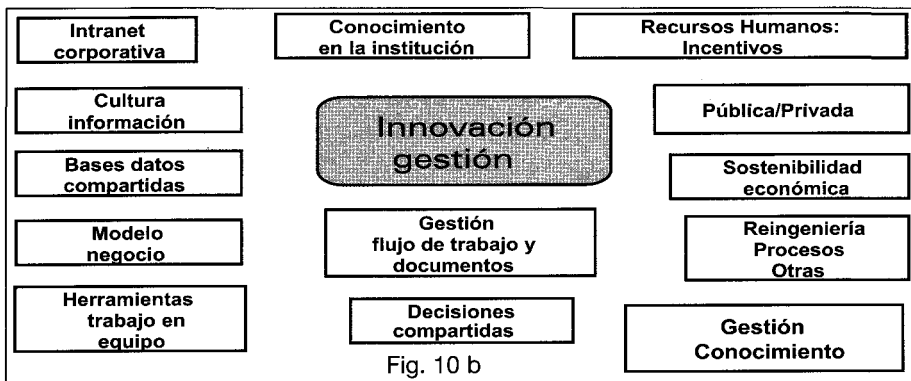 Intranet
corporativa
Conocimiento
en la institución
Recursos Humanos:
Incentivos
Cultura
información
Innovación
gestión
Pública/Privada
Bases datos
compartidas
Sostenibilidad
económica
Modelo
negocio
Gestión
flujo de trabajo y
documentos
Reingeniería
Procesos
Otras
Herramientas
trabajo en
equipo
Decisiones
compartidas
Gestión
Conocimiento
Fig. 10 b